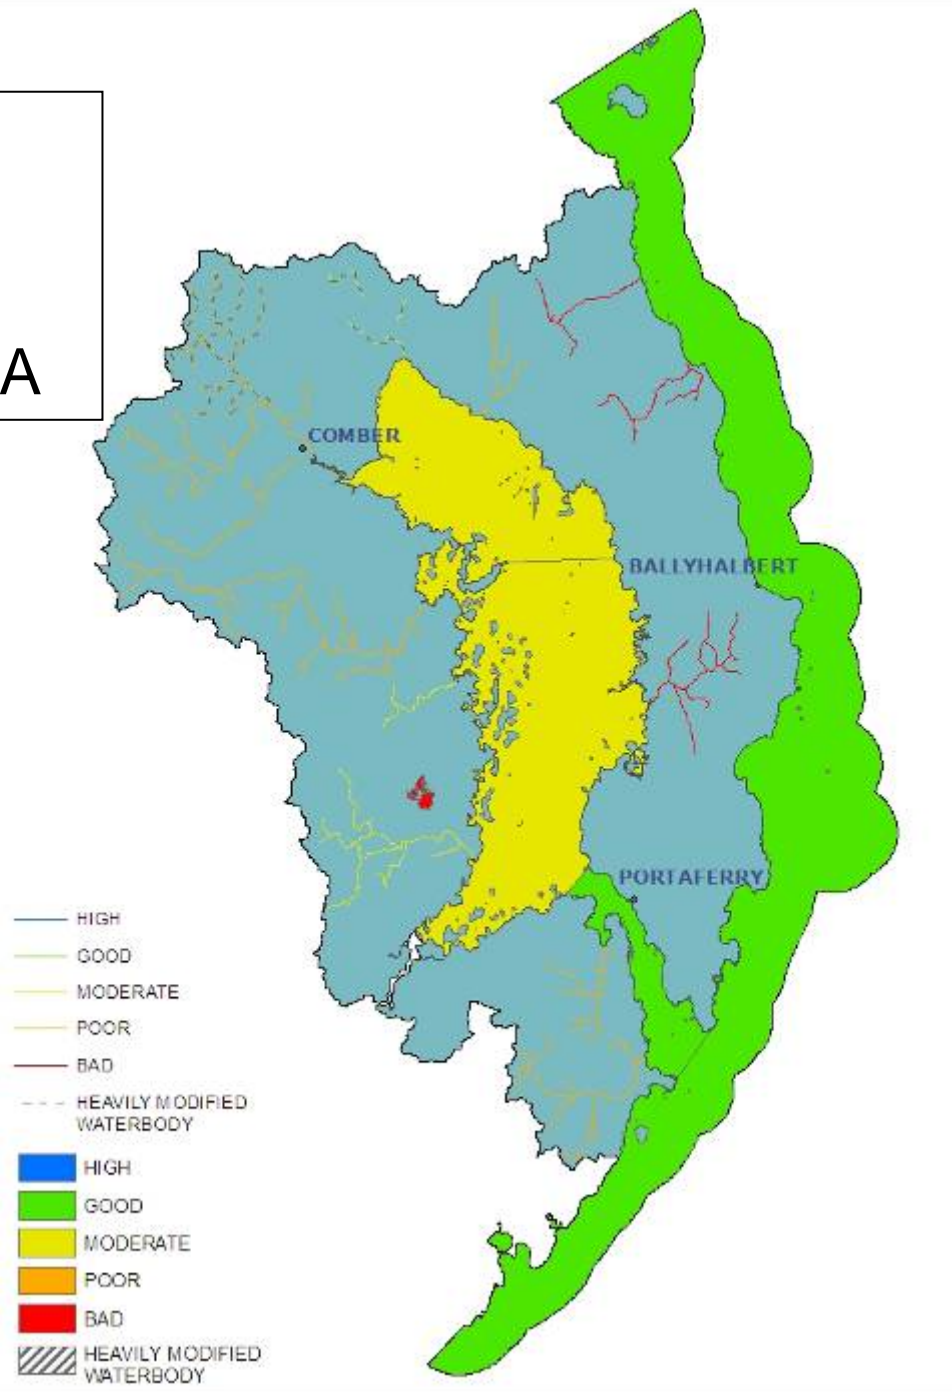 A
COMBER
BALLYHALBERT
PORTAFERRY
HIGH
GOOD
MODERATE
POOR
BAD
HEAVILY MODIFIED
WATERBODY
HIGH
GOOD
MODERATE
POOR
BAD
HEAVILY MODIFIED
WATERBODY